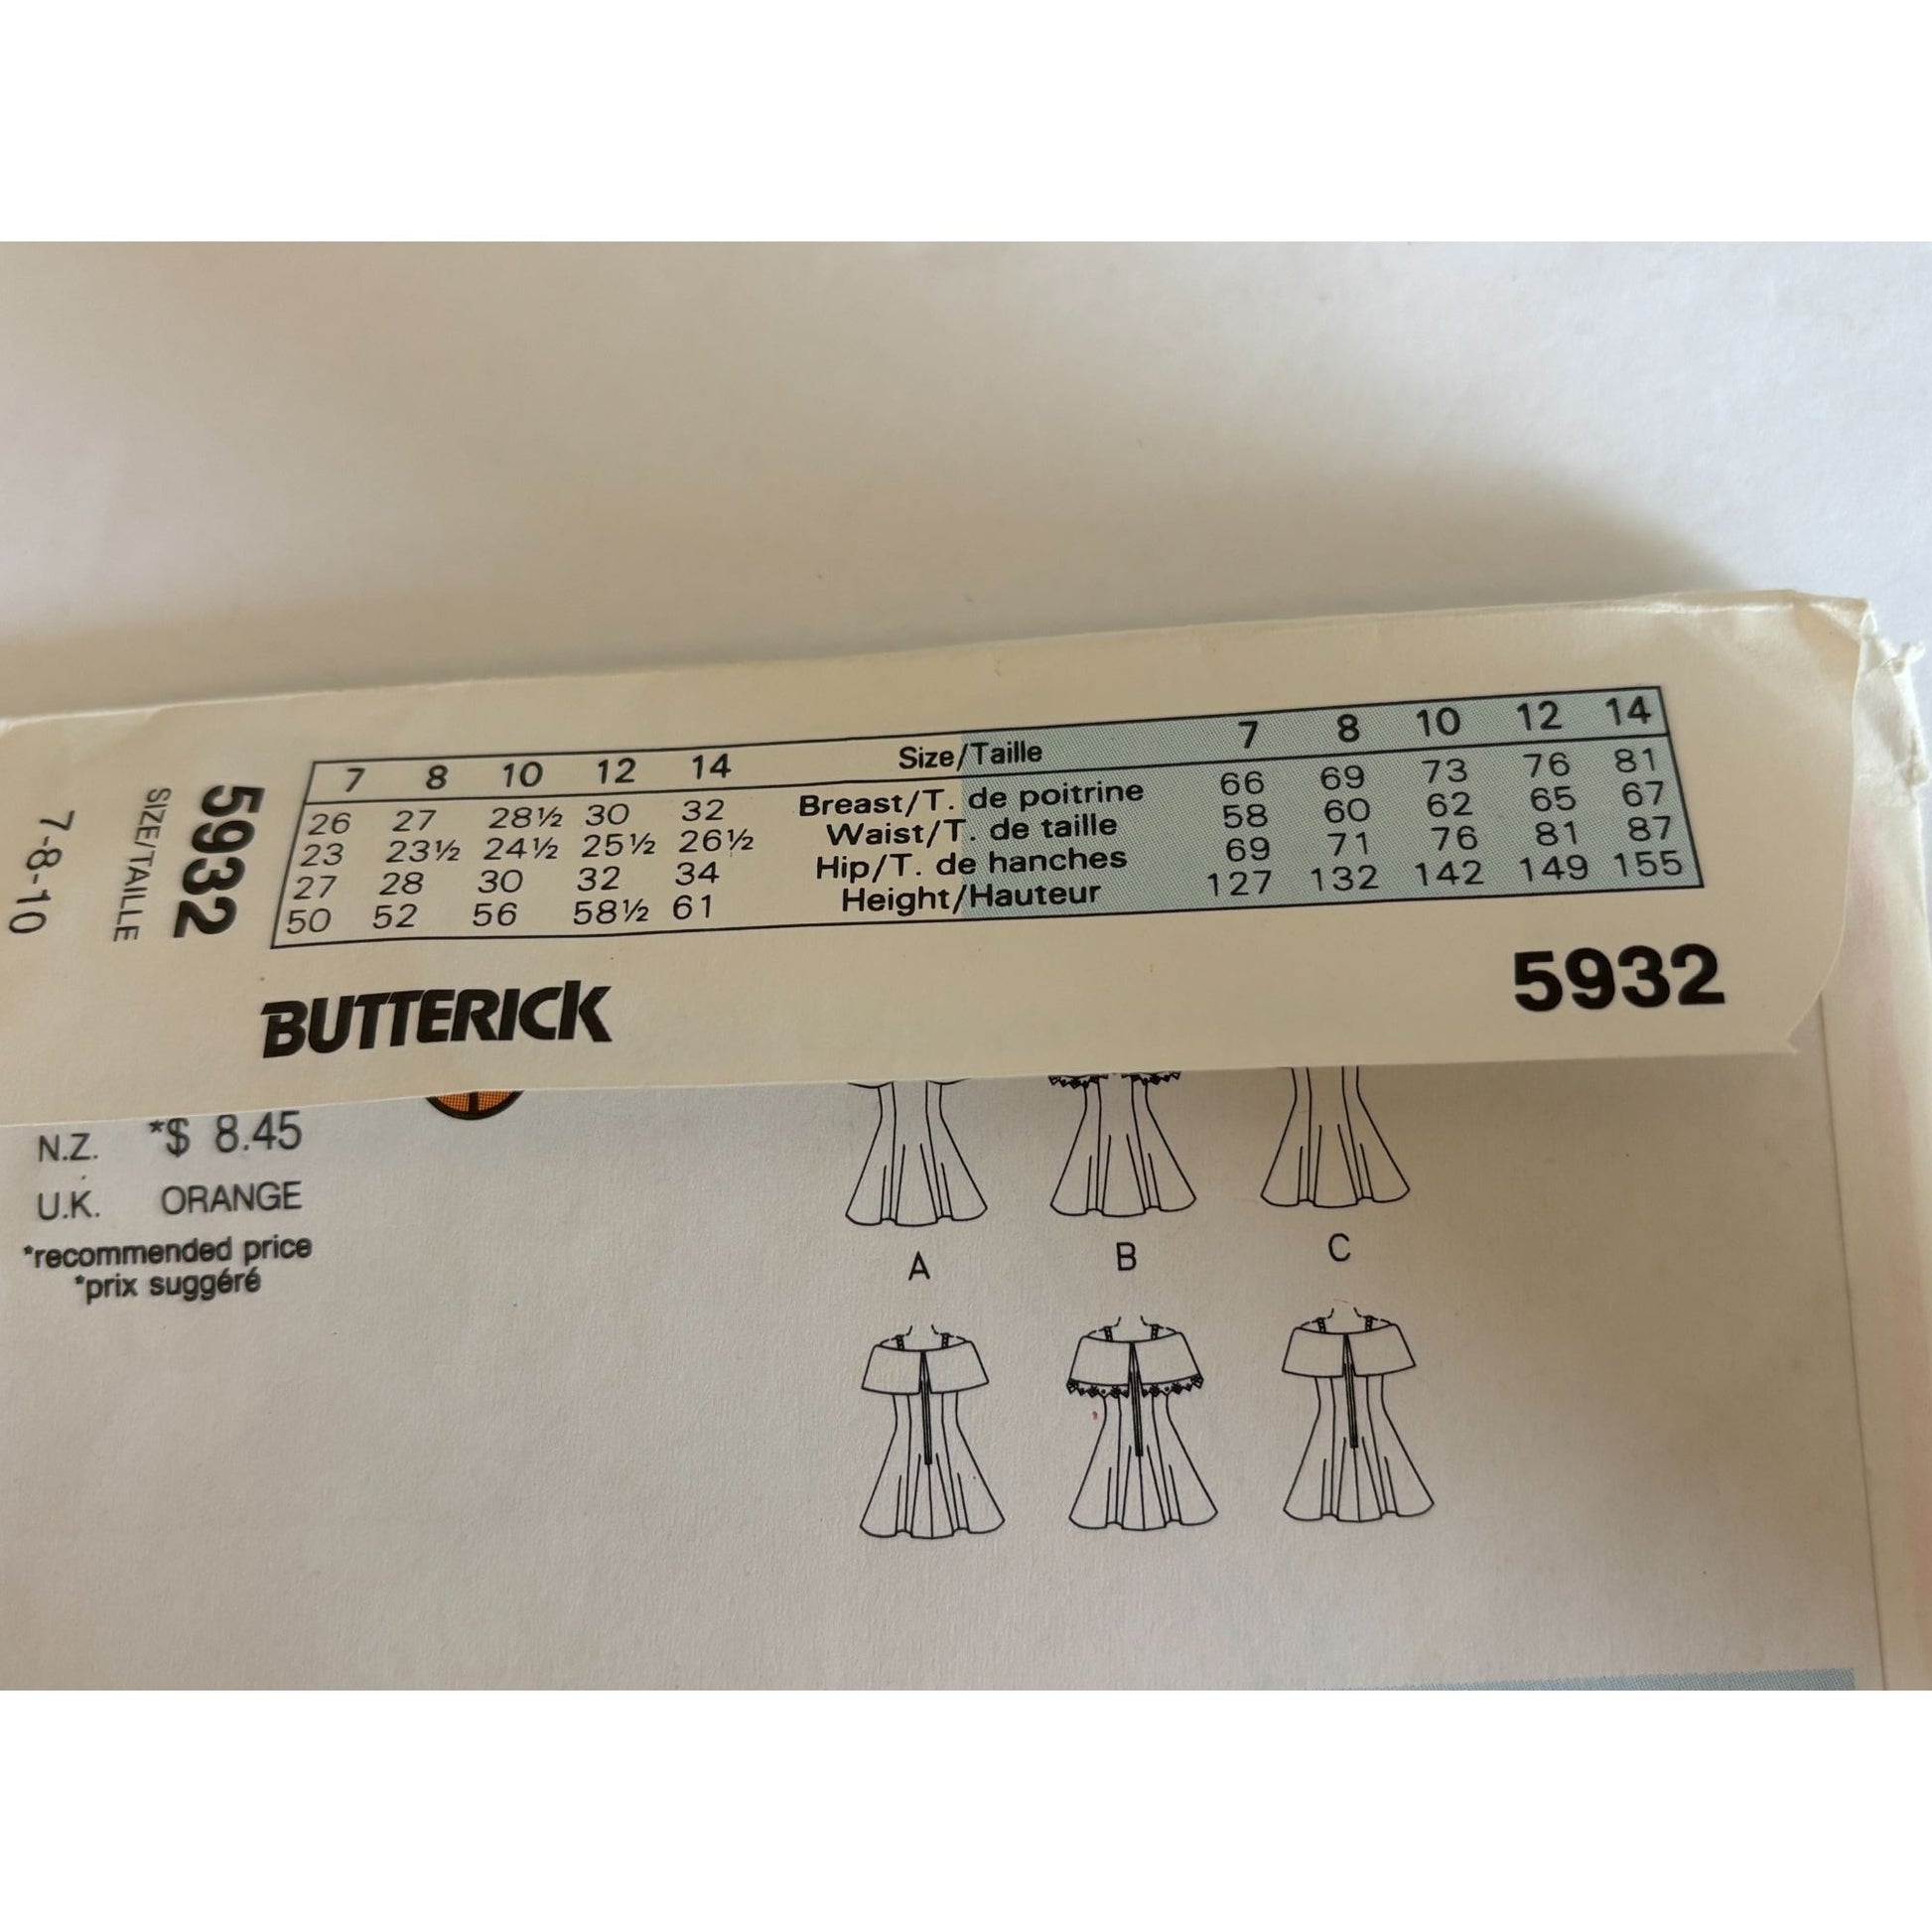 7 8 10 12 14 Size/Taille 7 8 10 12 14
26 27 28½ 30 32 Breast/T. de poitrine 66 69 73 76 81
23 23½ 24½ 25½ 26½ Waist/T. de taille 58 60 62 65 67
27 28 30 32 34 Hip/T. de hanches 69 71 76 81 87
50 52 56 58½ 61 Height/Hauteur 127 132 142 149 155
5932
SIZE/TAILLE
7-8-10
BUTTERICK 5932
N.Z. *$ 8.45
U.K. ORANGE
*recommended price
*prix suggéré
A B C